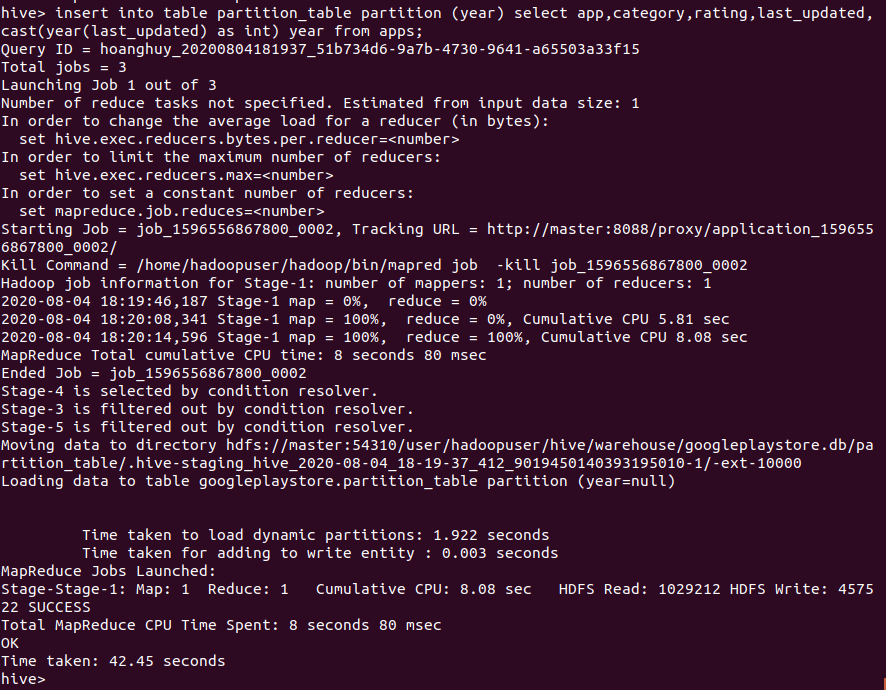 hive> insert into table partition_table partition (year) select app,category,rating,last_updated,
cast(year(last_updated) as int) year from apps;
Query ID = hoanghuy_20200804181937_51b734d6-9a7b-4730-9641-a65503a33f15
Total jobs = 3
Launching Job 1 out of 3
Number of reduce tasks not specified. Estimated from input data size: 1
In order to change the average load for a reducer (in bytes):
  set hive.exec.reducers.bytes.per.reducer=<number>
In order to limit the maximum number of reducers:
  set hive.exec.reducers.max=<number>
In order to set a constant number of reducers:
  set mapreduce.job.reduces=<number>
Starting Job = job_1596556867800_0002, Tracking URL = http://master:8088/proxy/application_159655
6867800_0002/
Kill Command = /home/hadoopuser/hadoop/bin/mapred job  -kill job_1596556867800_0002
Hadoop job information for Stage-1: number of mappers: 1; number of reducers: 1
2020-08-04 18:19:46,187 Stage-1 map = 0%,  reduce = 0%
2020-08-04 18:20:08,341 Stage-1 map = 100%,  reduce = 0%, Cumulative CPU 5.81 sec
2020-08-04 18:20:14,596 Stage-1 map = 100%,  reduce = 100%, Cumulative CPU 8.08 sec
MapReduce Total cumulative CPU time: 8 seconds 80 msec
Ended Job = job_1596556867800_0002
Stage-4 is selected by condition resolver.
Stage-3 is filtered out by condition resolver.
Stage-5 is filtered out by condition resolver.
Moving data to directory hdfs://master:54310/user/hadoopuser/hive/warehouse/googleplaystore.db/pa
rtition_table/.hive-staging_hive_2020-08-04_18-19-37_412_9019450140393195010-1/-ext-10000
Loading data to table googleplaystore.partition_table partition (year=null)
         Time taken to load dynamic partitions: 1.922 seconds
         Time taken for adding to write entity : 0.003 seconds
MapReduce Jobs Launched:
Stage-Stage-1: Map: 1  Reduce: 1   Cumulative CPU: 8.08 sec   HDFS Read: 1029212 HDFS Write: 4575
22 SUCCESS
Total MapReduce CPU Time Spent: 8 seconds 80 msec
OK
Time taken: 42.45 seconds
hive>